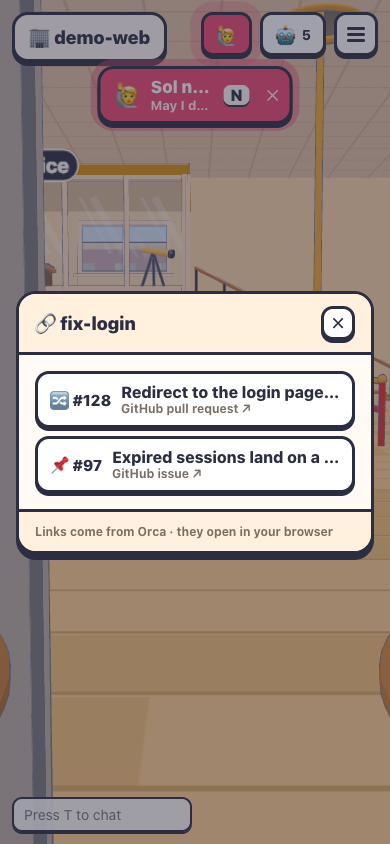 demo-web
5
Sol n...
May I d...
N
ice
fix-login
#128 Redirect to the login page...
GitHub pull request ↗
#97 Expired sessions land on a ...
GitHub issue ↗
Links come from Orca · they open in your browser
Press T to chat